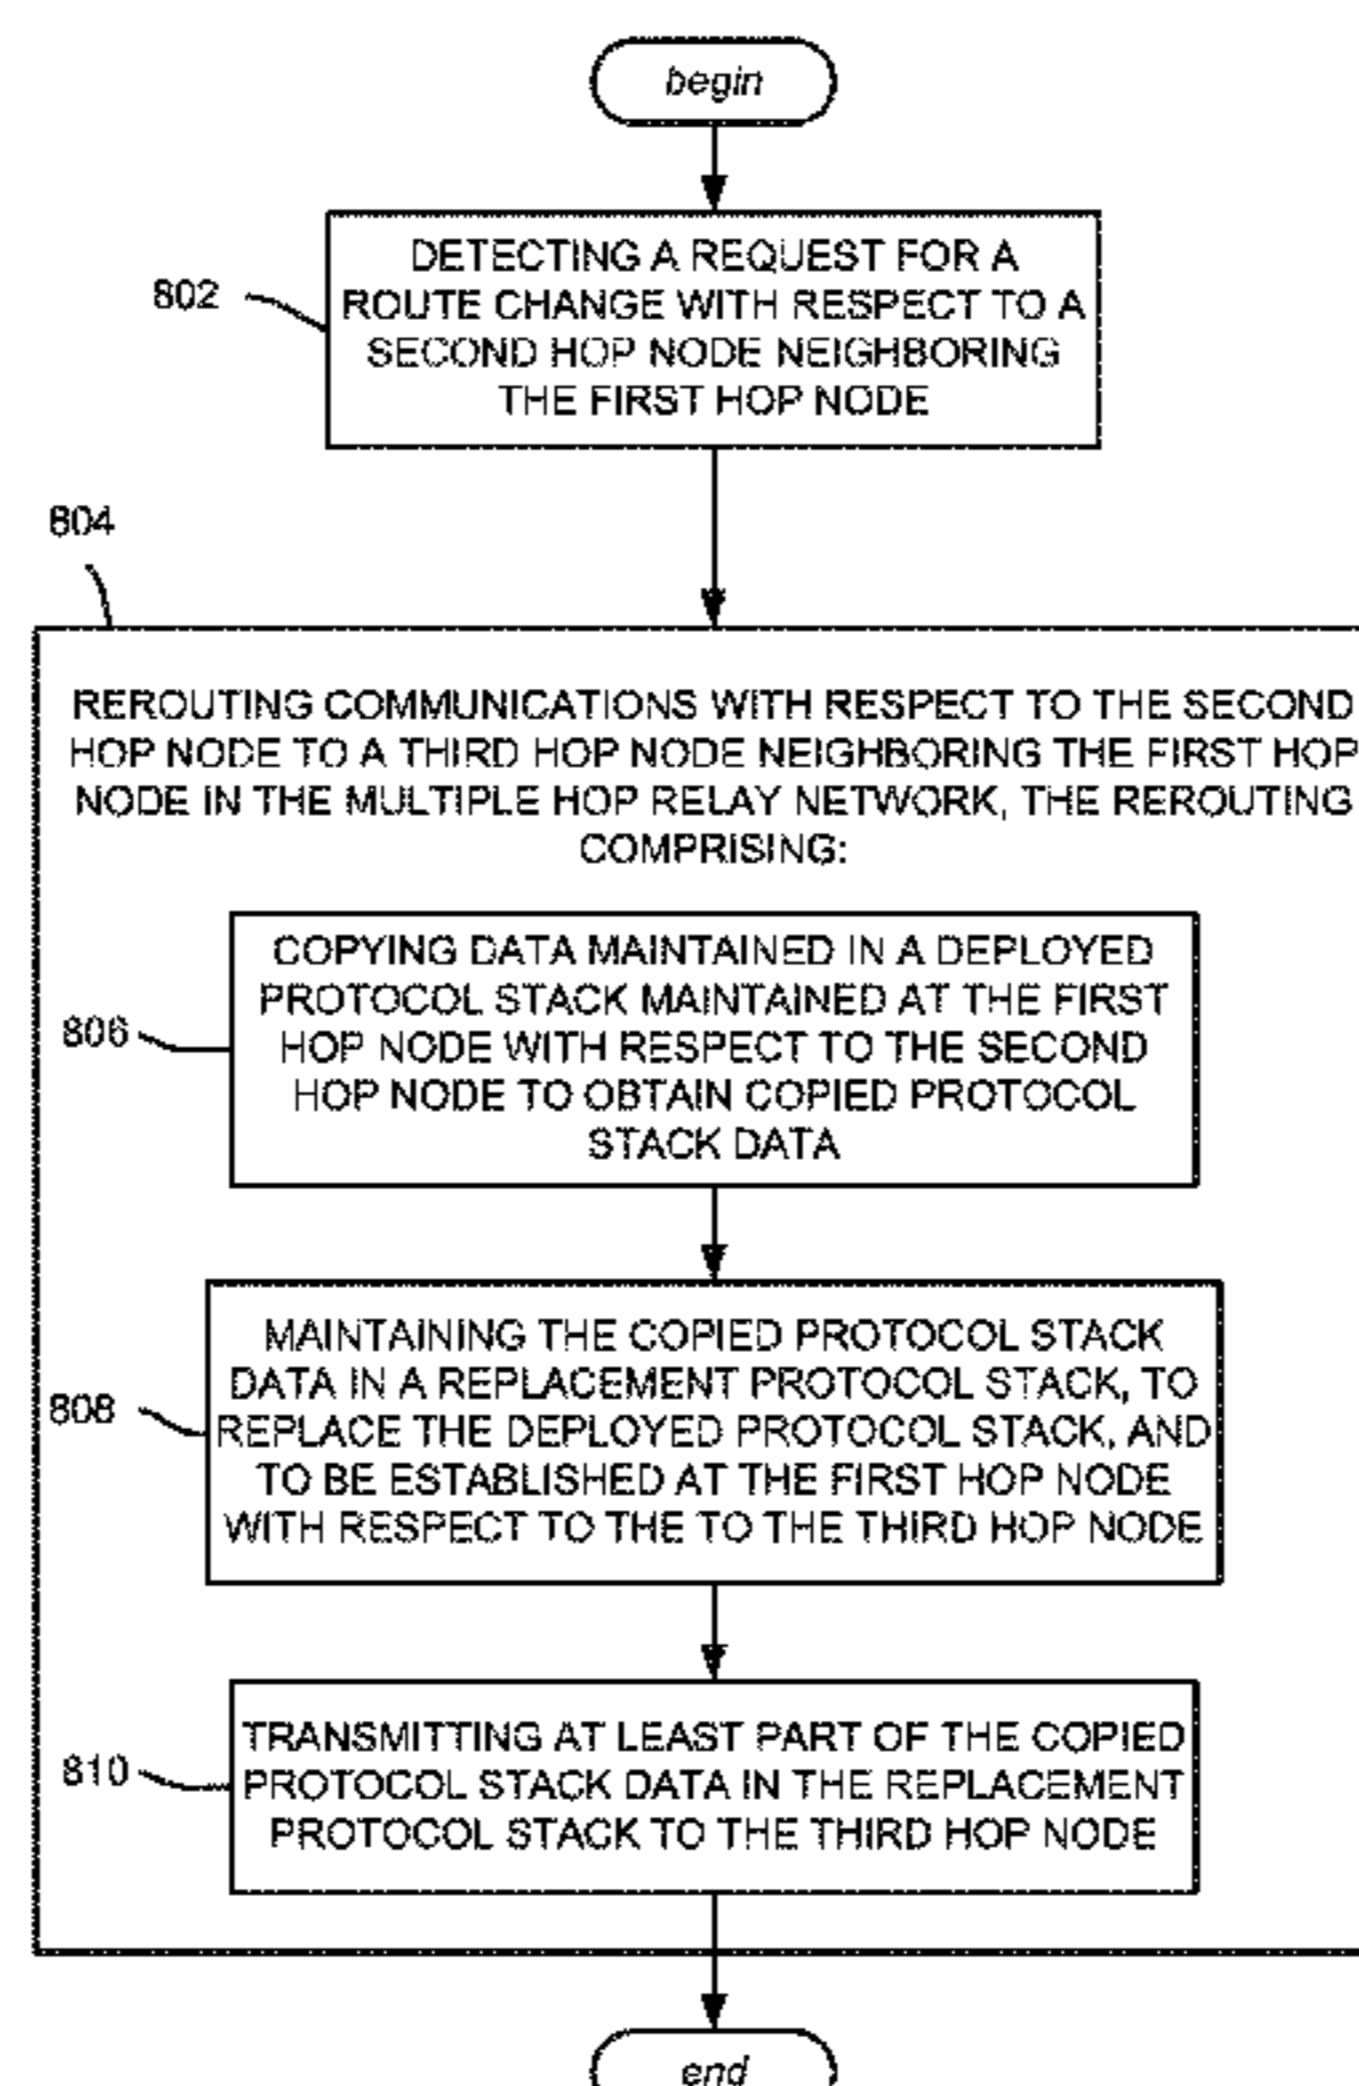 begin
802
DETECTING A REQUEST FOR A
ROUTE CHANGE WITH RESPECT TO A
SECOND HOP NODE NEIGHBORING
THE FIRST HOP NODE
804
REROUTING COMMUNICATIONS WITH RESPECT TO THE SECOND
HOP NODE TO A THIRD HOP NODE NEIGHBORING THE FIRST HOP
NODE IN THE MULTIPLE HOP RELAY NETWORK, THE REROUTING
COMPRISING:
806
COPYING DATA MAINTAINED IN A DEPLOYED
PROTOCOL STACK MAINTAINED AT THE FIRST
HOP NODE WITH RESPECT TO THE SECOND
HOP NODE TO OBTAIN COPIED PROTOCOL
STACK DATA
808
MAINTAINING THE COPIED PROTOCOL STACK
DATA IN A REPLACEMENT PROTOCOL STACK, TO
REPLACE THE DEPLOYED PROTOCOL STACK, AND
TO BE ESTABLISHED AT THE FIRST HOP NODE
WITH RESPECT TO THE TO THE THIRD HOP NODE
810
TRANSMITTING AT LEAST PART OF THE COPIED
PROTOCOL STACK DATA IN THE REPLACEMENT
PROTOCOL STACK TO THE THIRD HOP NODE
end